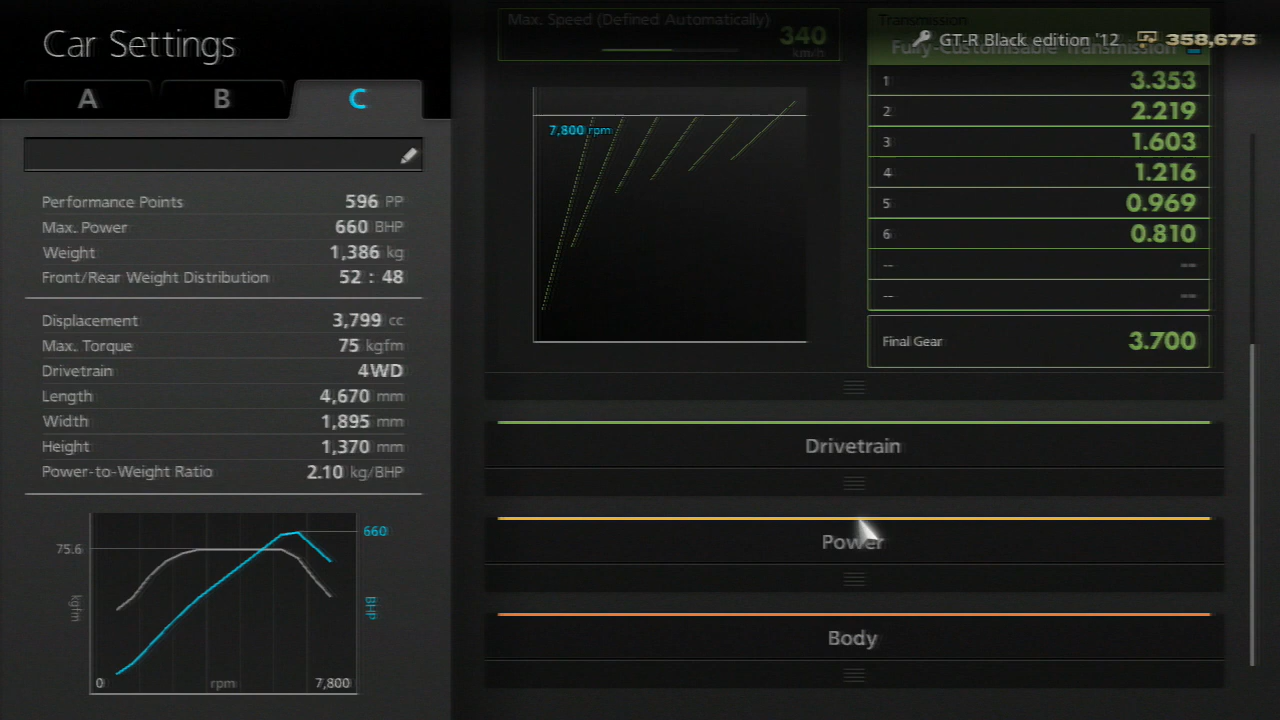 Car Settings
A
B
C
Performance Points 596 PP
Max. Power 660 BHP
Weight 1,386 kg
Front/Rear Weight Distribution 52 : 48
Displacement 3,799 cc
Max. Torque 75 kgfm
Drivetrain 4WD
Length 4,670 mm
Width 1,895 mm
Height 1,370 mm
Power-to-Weight Ratio 2.10 kg/BHP
660
75.6
kgfm
BHP
0 rpm 7,800
Max. Speed (Defined Automatically) 340
km/h
7,800 rpm
Transmission
GT-R Black edition '12 358,675
Fully-Customisable Transmission
1 3.353
2 2.219
3 1.603
4 1.216
5 0.969
6 0.810
-- --
-- --
Final Gear 3.700
Drivetrain
Power
Body